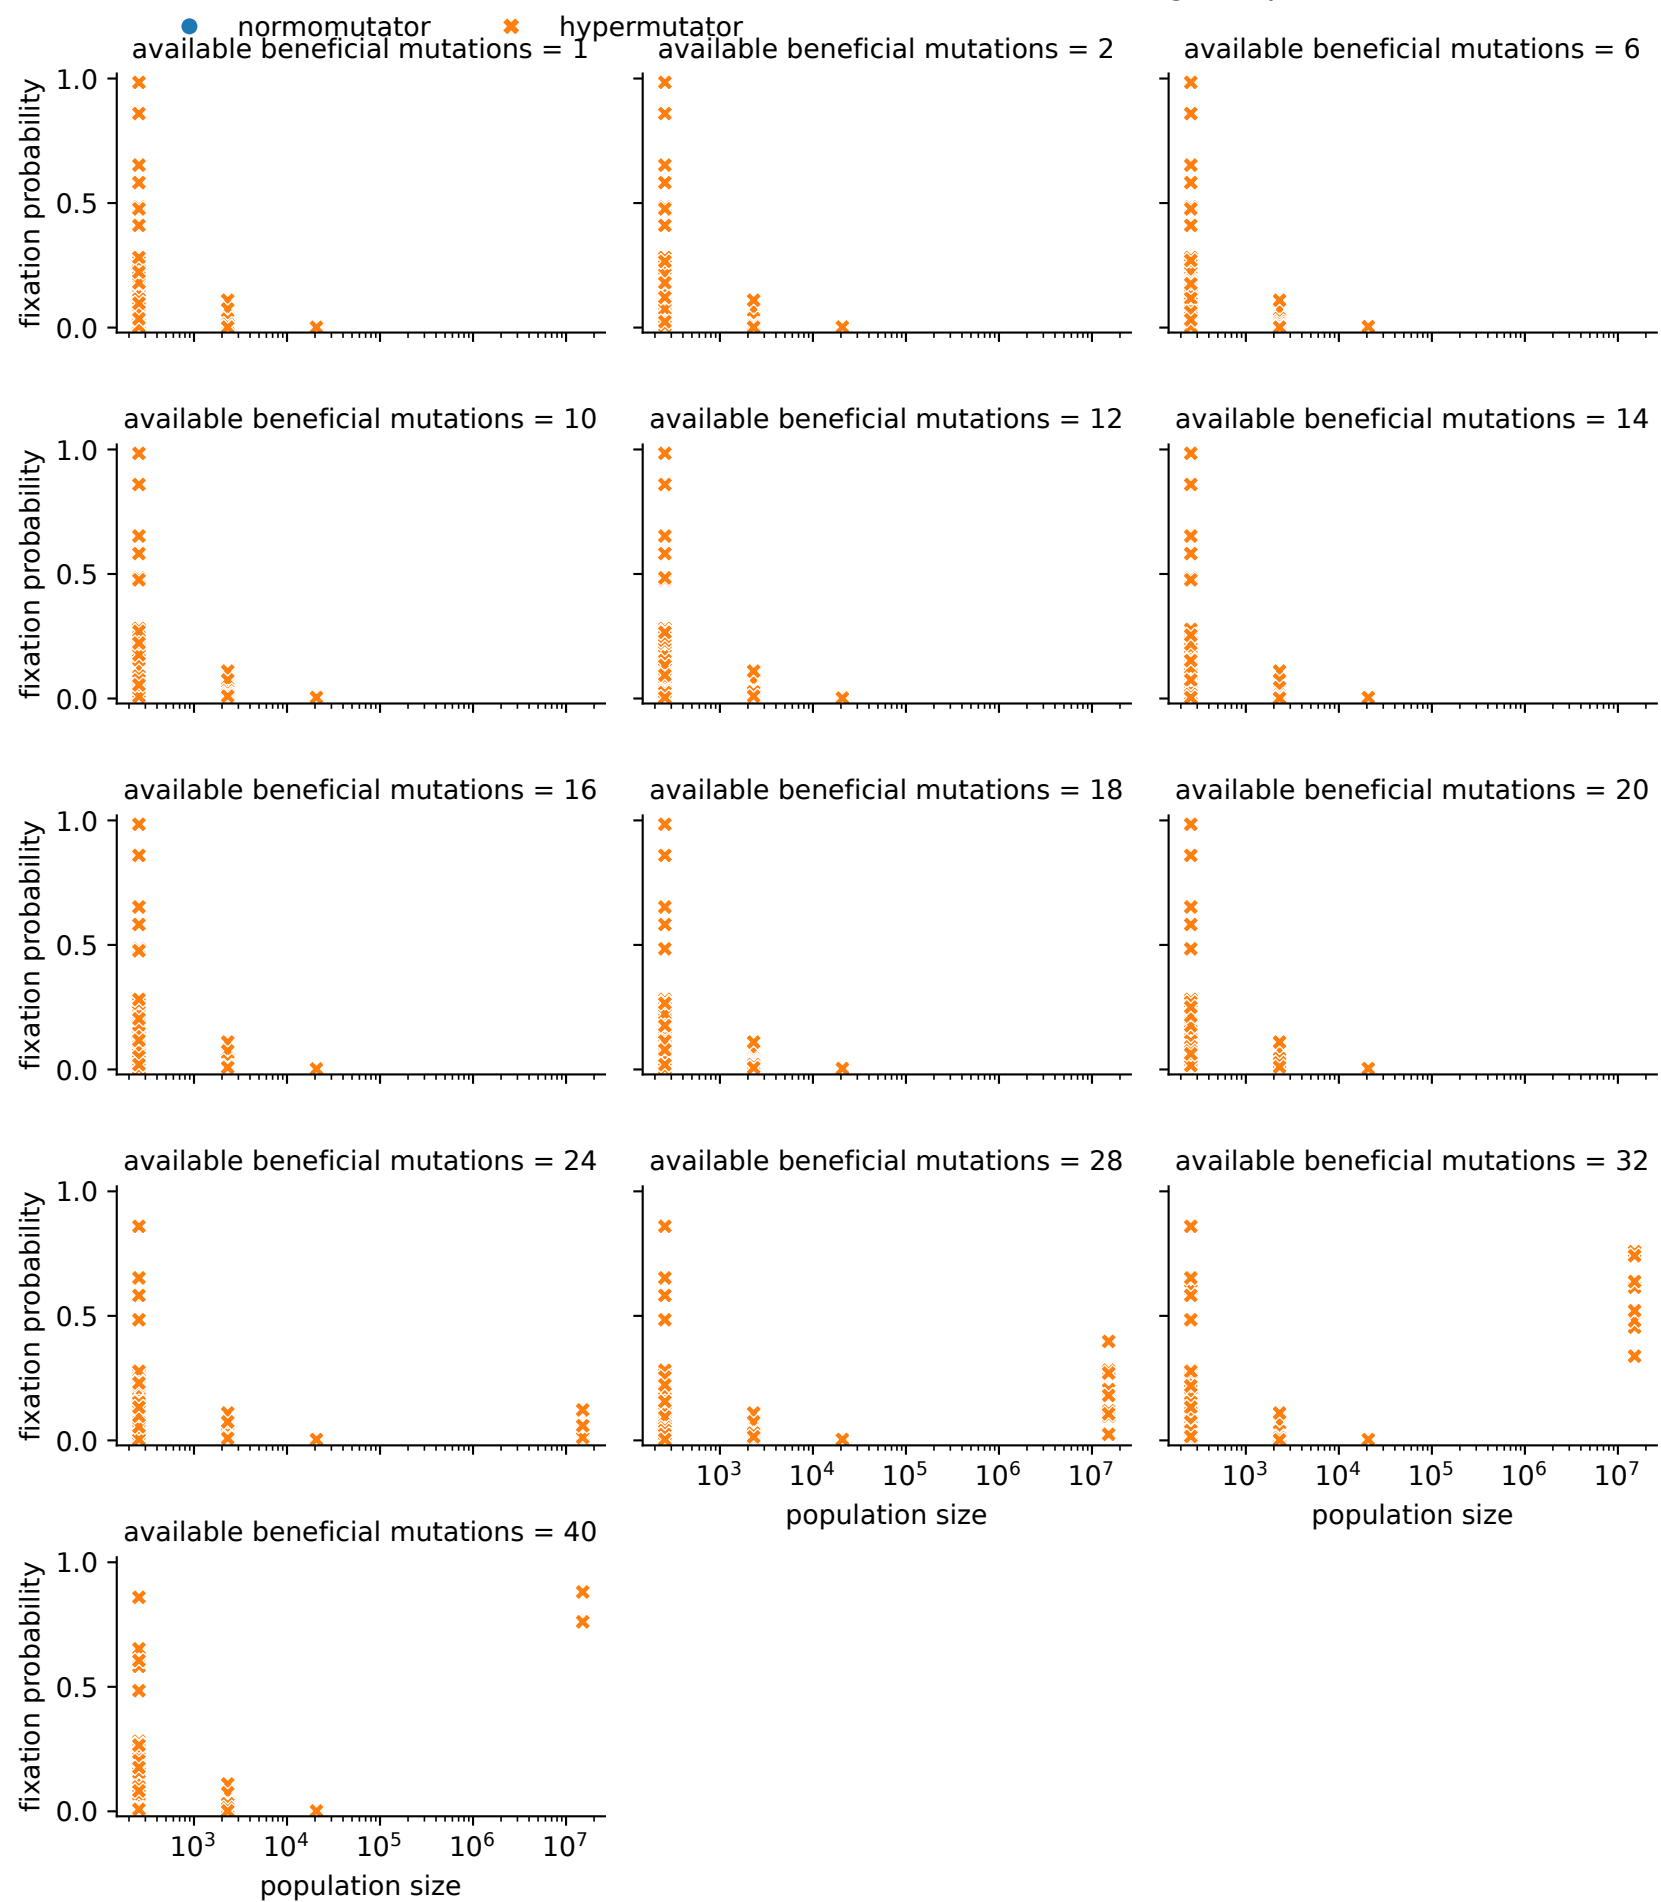 normomutator hypermutator
available beneficial mutations = 1 available beneficial mutations = 2 available beneficial mutations = 6
fixation probability
1.0
0.5
0.0
available beneficial mutations = 10 available beneficial mutations = 12 available beneficial mutations = 14
fixation probability
1.0
0.5
0.0
available beneficial mutations = 16 available beneficial mutations = 18 available beneficial mutations = 20
fixation probability
1.0
0.5
0.0
available beneficial mutations = 24 available beneficial mutations = 28 available beneficial mutations = 32
fixation probability
1.0
0.5
0.0
10³ 10⁴ 10⁵ 10⁶ 10⁷ 10³ 10⁴ 10⁵ 10⁶ 10⁷
population size population size
available beneficial mutations = 40
fixation probability
1.0
0.5
0.0
10³ 10⁴ 10⁵ 10⁶ 10⁷
population size